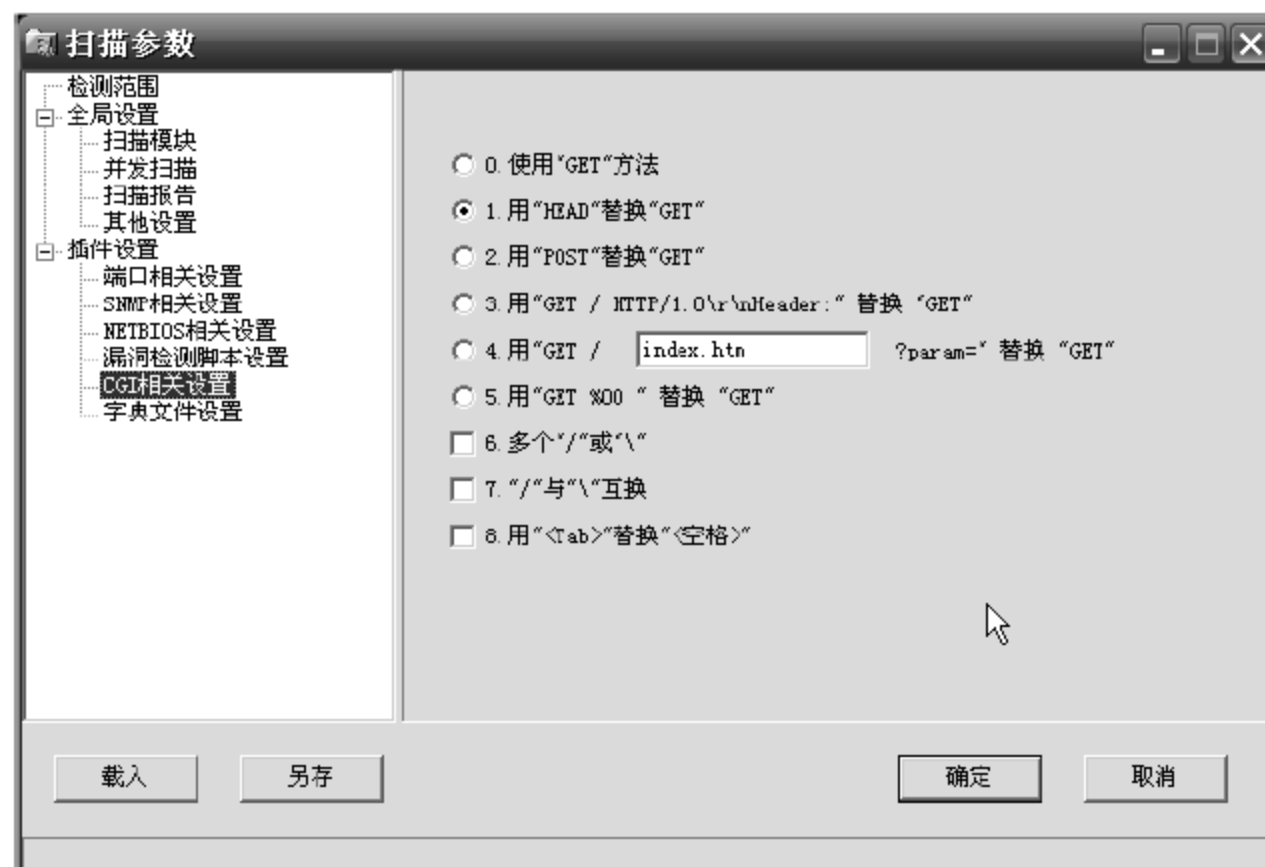 扫描参数
检测范围
全局设置
扫描模块
并发扫描
扫描报告
其他设置
插件设置
端口相关设置
SNMP相关设置
NETBIOS相关设置
漏洞检测脚本设置
CGI相关设置
字典文件设置
0.使用"GET"方法
1.用"HEAD"替换"GET"
2.用"POST"替换"GET"
3.用"GET / HTTP/1.0\r\nHeader:" 替换 "GET"
4.用"GET / index.htm ?param=" 替换 "GET"
5.用"GET %00 " 替换 "GET"
6.多个"/"或"\"
7."/"与"\"互换
8.用"<Tab>"替换"<空格>"
载入 另存 确定 取消